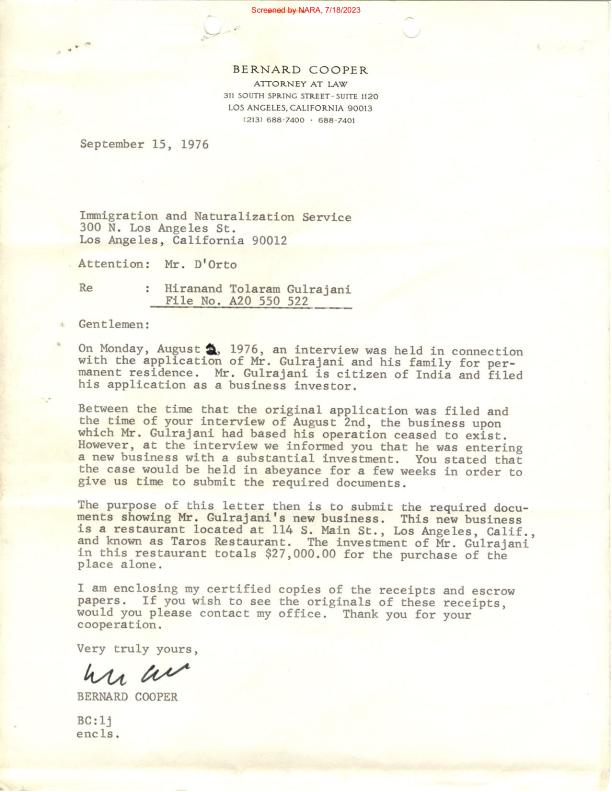 Screened by NARA, 7/18/2023
BERNARD COOPER
ATTORNEY AT LAW
311 SOUTH SPRING STREET - SUITE 1120
LOS ANGELES, CALIFORNIA 90013
(213) 688-7400 · 688-7401
September 15, 1976
Immigration and Naturalization Service
300 N. Los Angeles St.
Los Angeles, California 90012
Attention: Mr. D'Orto
Re : Hiranand Tolaram Gulrajani
File No. A20 550 522
Gentlemen:
On Monday, August 2, 1976, an interview was held in connection
with the application of Mr. Gulrajani and his family for per-
manent residence. Mr. Gulrajani is citizen of India and filed
his application as a business investor.
Between the time that the original application was filed and
the time of your interview of August 2nd, the business upon
which Mr. Gulrajani had based his operation ceased to exist.
However, at the interview we informed you that he was entering
a new business with a substantial investment. You stated that
the case would be held in abeyance for a few weeks in order to
give us time to submit the required documents.
The purpose of this letter then is to submit the required docu-
ments showing Mr. Gulrajani's new business. This new business
is a restaurant located at 114 S. Main St., Los Angeles, Calif.,
and known as Taros Restaurant. The investment of Mr. Gulrajani
in this restaurant totals $27,000.00 for the purchase of the
place alone.
I am enclosing my certified copies of the receipts and escrow
papers. If you wish to see the originals of these receipts,
would you please contact my office. Thank you for your
cooperation.
Very truly yours,
BERNARD COOPER
BC:lj
encls.